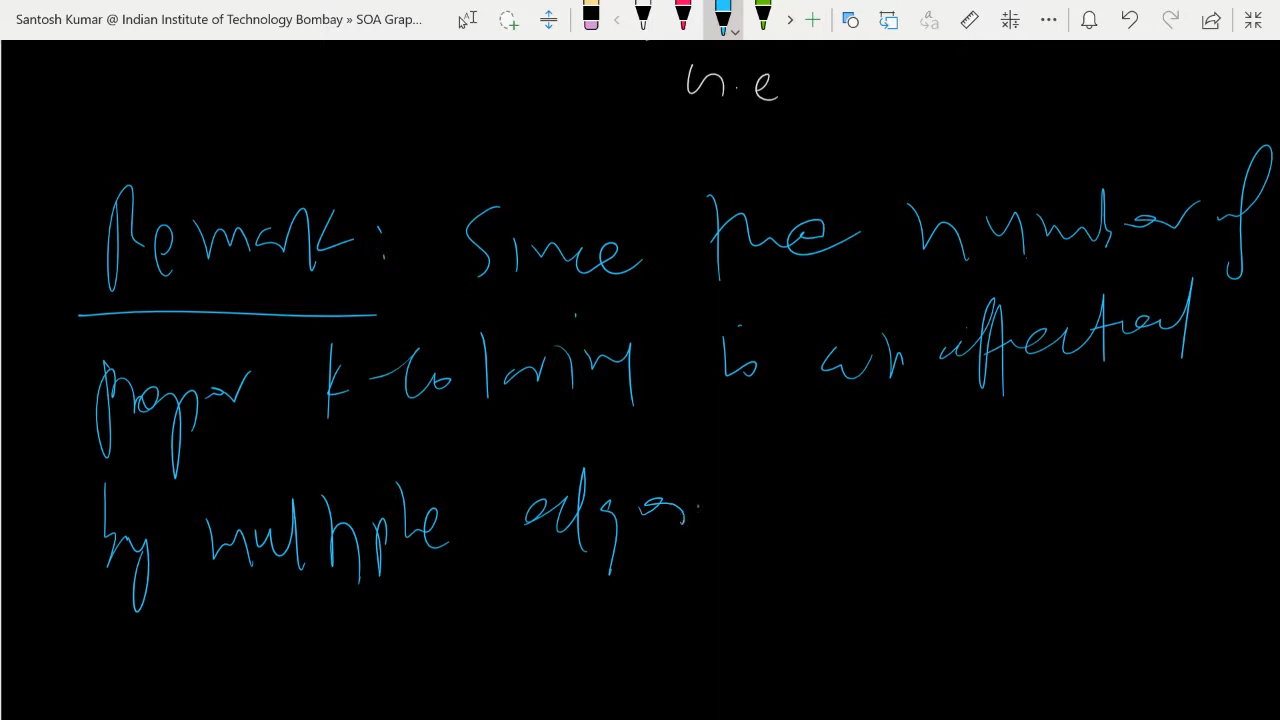 Santosh Kumar @ Indian Institute of Technology Bombay » SOA Grap...
n.e
Remark: Since the number of
proper k-coloring is unaffected
by multiple edges.